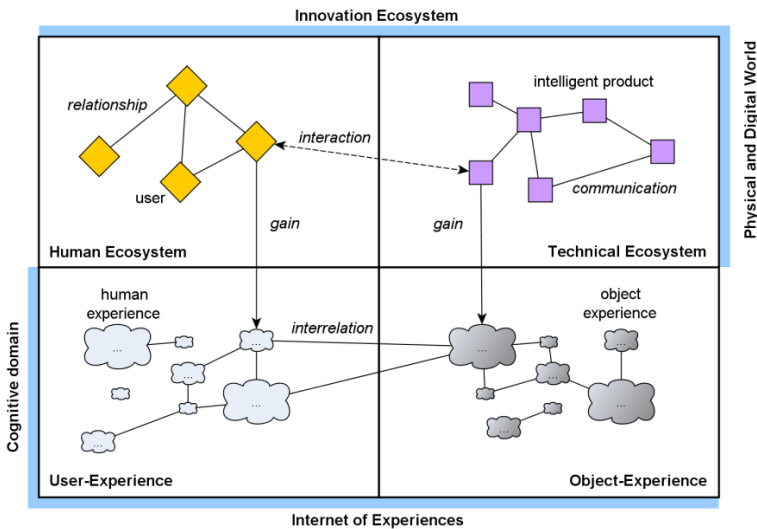 Innovation Ecosystem
relationship
user
interaction
gain
Human Ecosystem
intelligent product
communication
gain
Technical Ecosystem
Physical and Digital World
Cognitive domain
human
experience
...
...
...
...
...
interrelation
User-Experience
object
experience
...
...
...
...
...
Object-Experience
Internet of Experiences